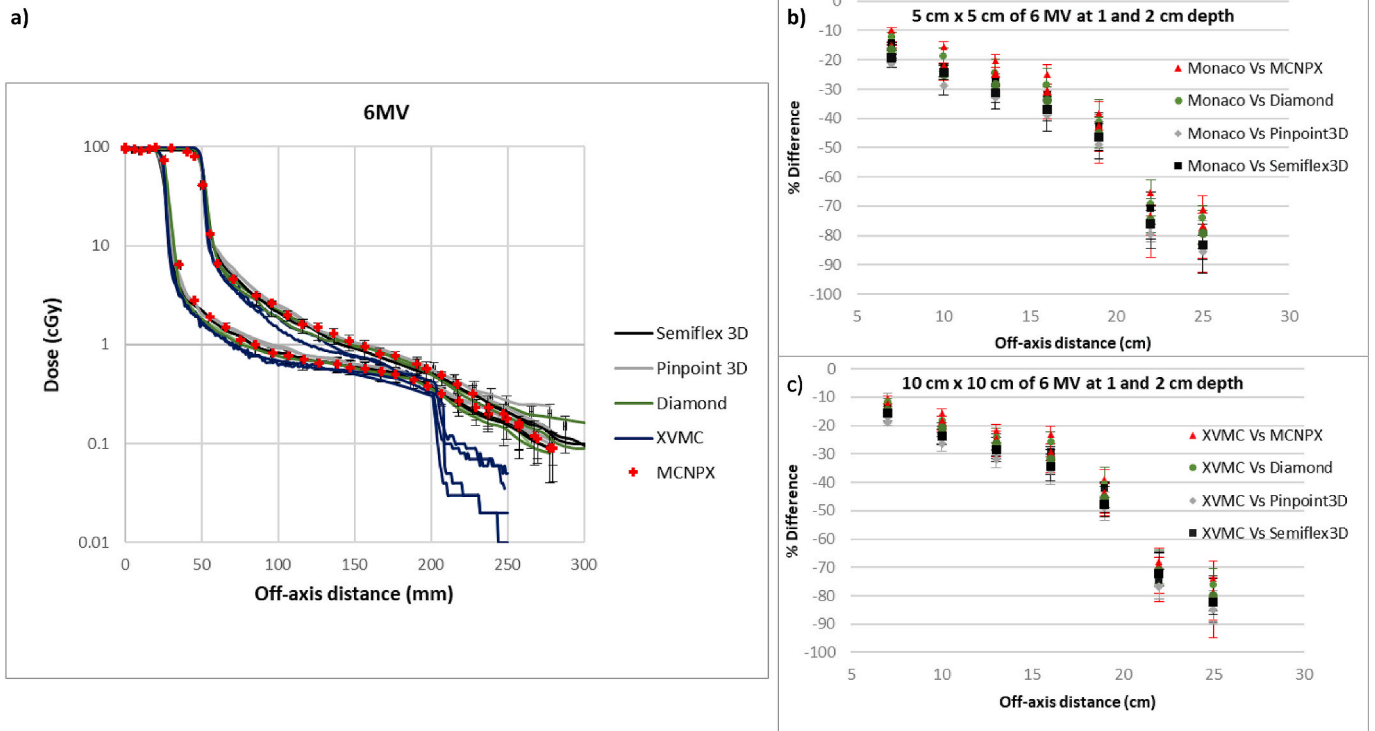 a)
6MV
Dose (cGy)
100
10
1
0.1
0.01
0
50
100
150
200
250
300
Off-axis distance (mm)
Semiflex 3D
Pinpoint 3D
Diamond
XVMC
MCNPX
b)
5 cm x 5 cm of 6 MV at 1 and 2 cm depth
% Difference
0
-10
-20
-30
-40
-50
-60
-70
-80
-90
-100
5
10
15
20
25
30
Off-axis distance (cm)
Monaco Vs MCNPX
Monaco Vs Diamond
Monaco Vs Pinpoint3D
Monaco Vs Semiflex3D
c)
10 cm x 10 cm of 6 MV at 1 and 2 cm depth
% Difference
0
-10
-20
-30
-40
-50
-60
-70
-80
-90
-100
5
10
15
20
25
30
Off-axis distance (cm)
XVMC Vs MCNPX
XVMC Vs Diamond
XVMC Vs Pinpoint3D
XVMC Vs Semiflex3D